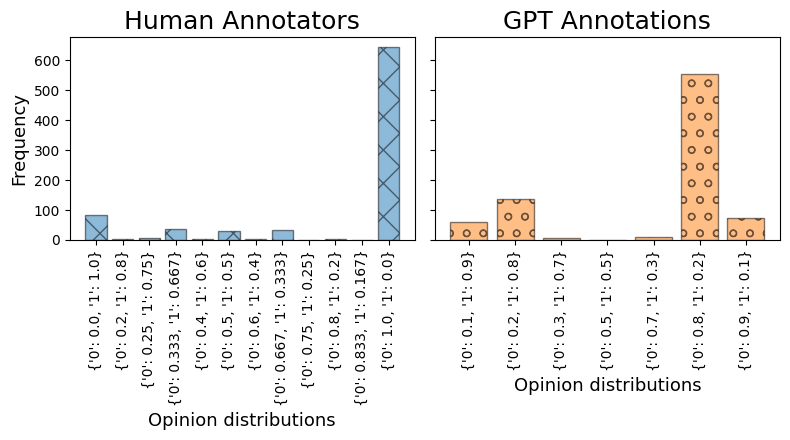 Human Annotators
GPT Annotations
Frequency
600
500
400
300
200
100
0
{'0': 0.0, '1': 1.0}
{'0': 0.2, '1': 0.8}
{'0': 0.25, '1': 0.75}
{'0': 0.333, '1': 0.667}
{'0': 0.4, '1': 0.6}
{'0': 0.5, '1': 0.5}
{'0': 0.6, '1': 0.4}
{'0': 0.667, '1': 0.333}
{'0': 0.75, '1': 0.25}
{'0': 0.8, '1': 0.2}
{'0': 0.833, '1': 0.167}
{'0': 1.0, '1': 0.0}
Opinion distributions
{'0': 0.1, '1': 0.9}
{'0': 0.2, '1': 0.8}
{'0': 0.3, '1': 0.7}
{'0': 0.5, '1': 0.5}
{'0': 0.7, '1': 0.3}
{'0': 0.8, '1': 0.2}
{'0': 0.9, '1': 0.1}
Opinion distributions